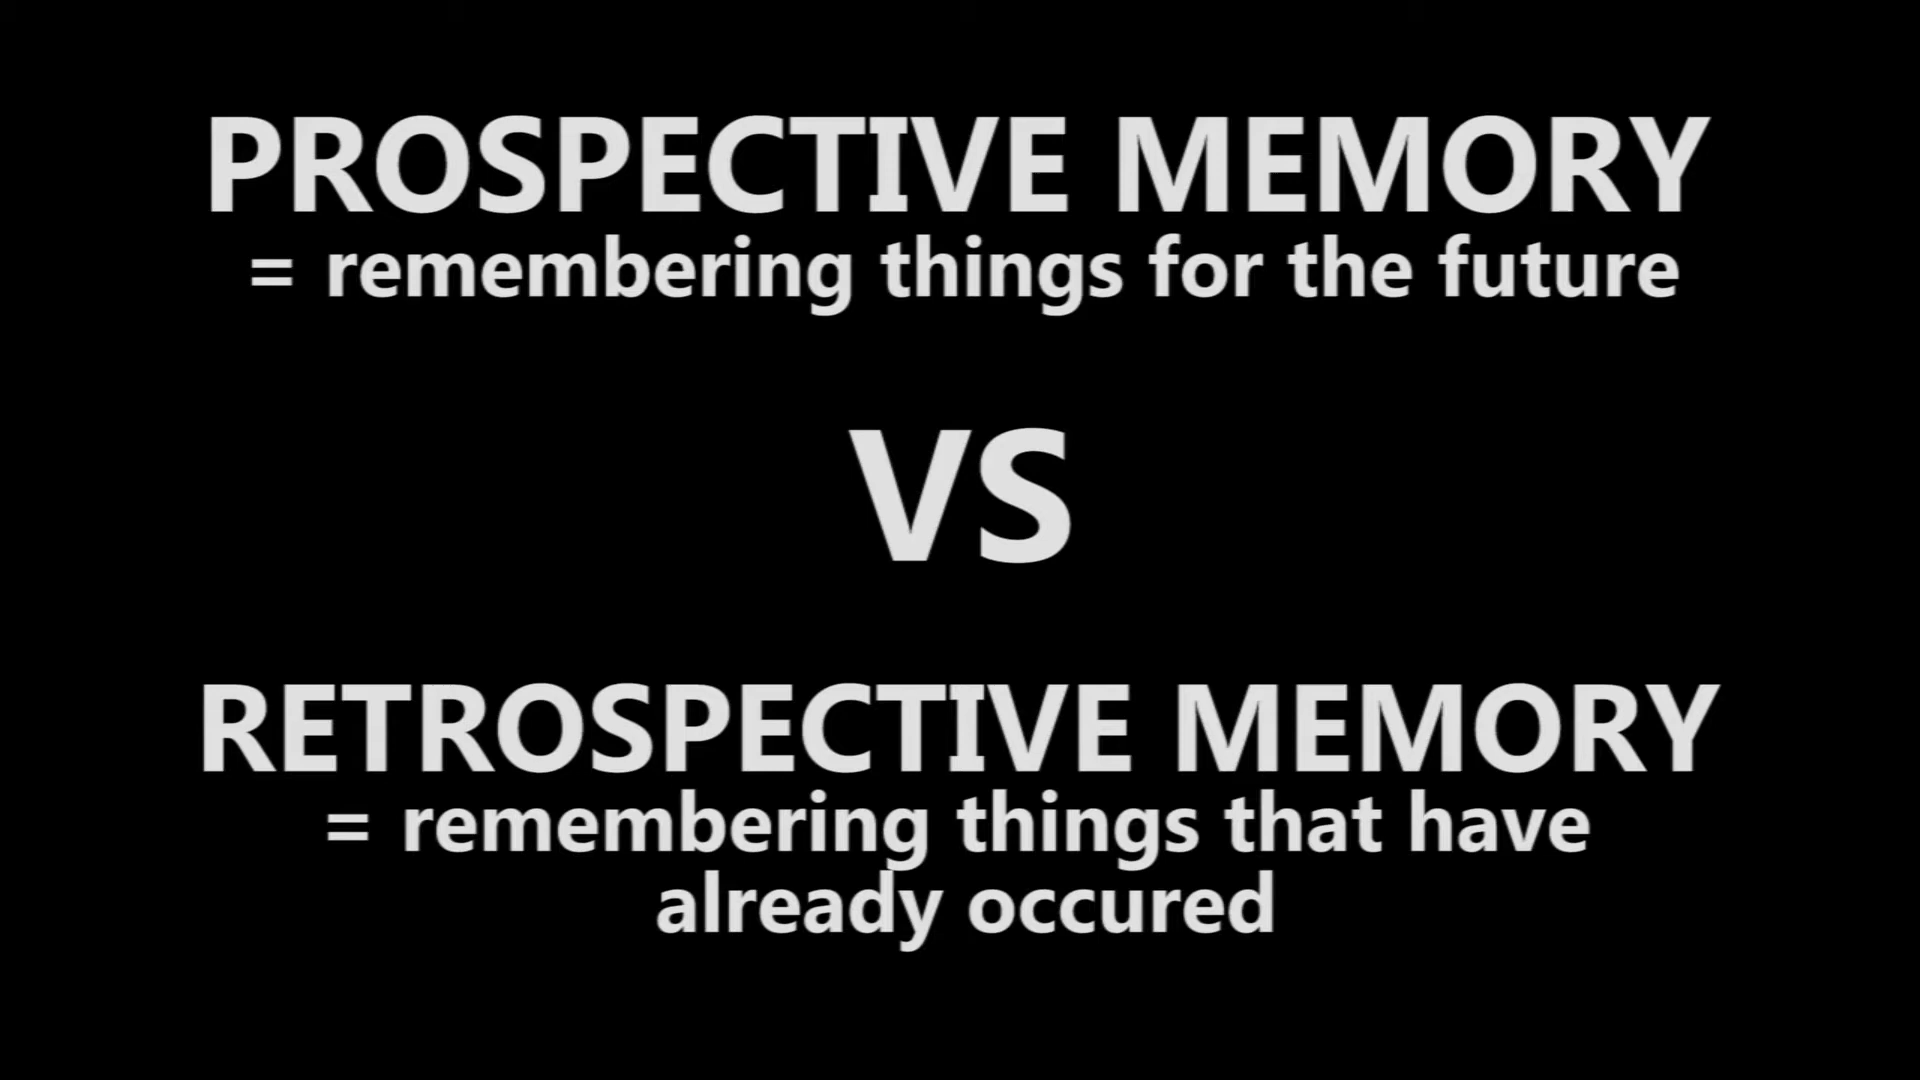 PROSPECTIVE MEMORY
= remembering things for the future
VS
RETROSPECTIVE MEMORY
= remembering things that have
already occured